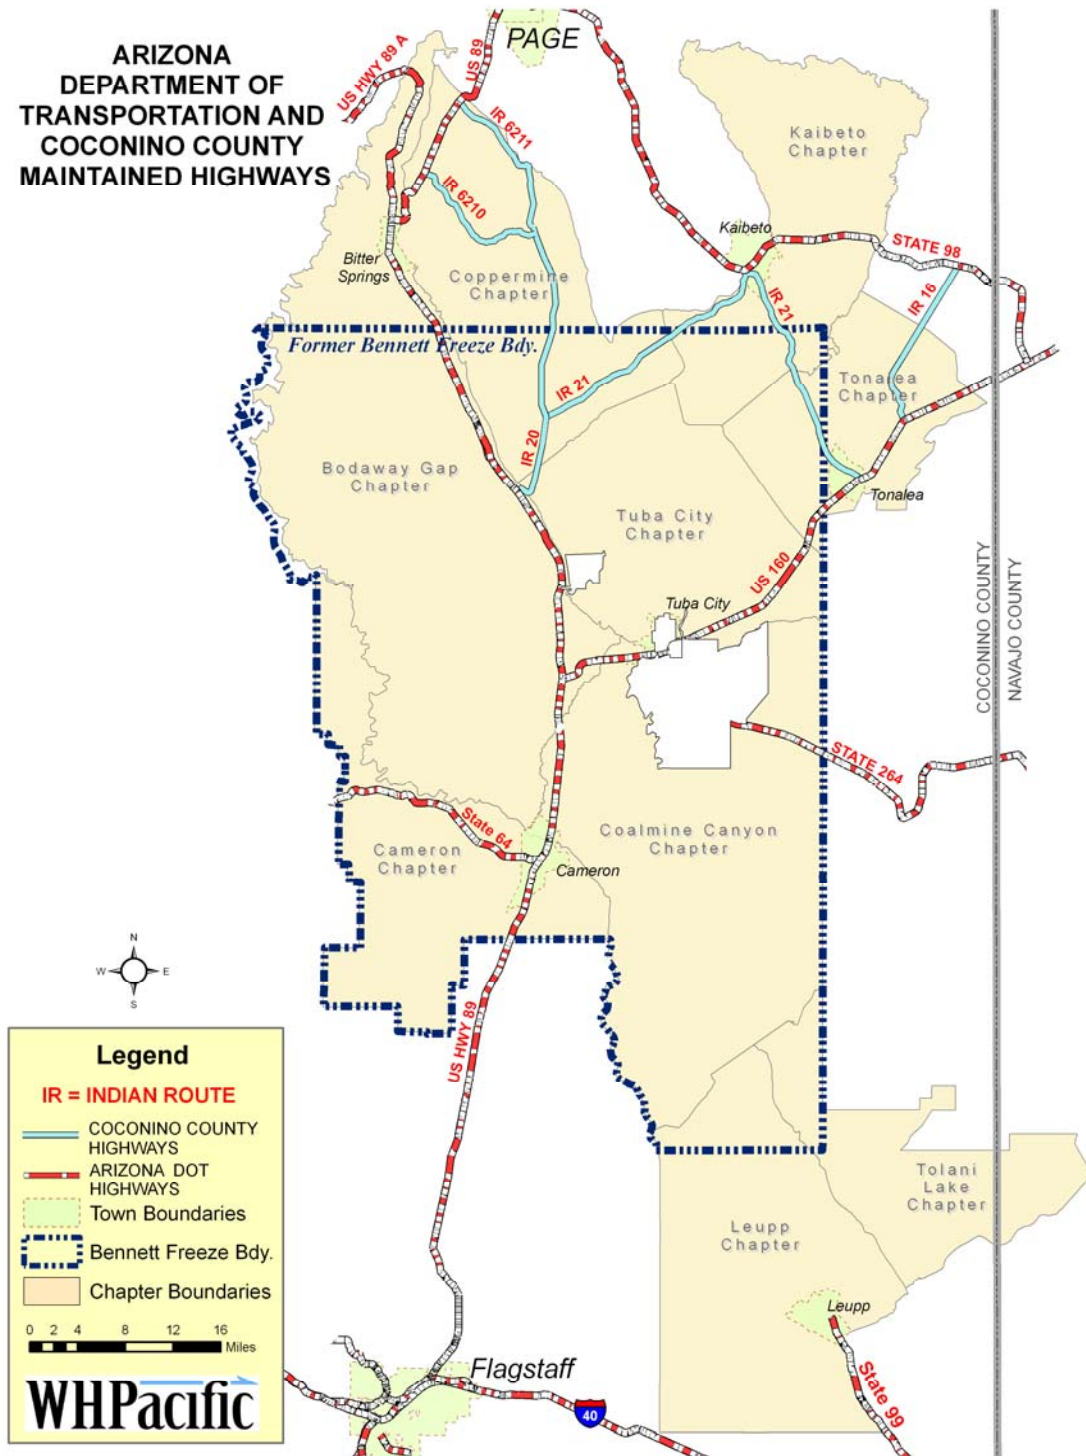 ARIZONA
DEPARTMENT OF
TRANSPORTATION AND
COCONINO COUNTY
MAINTAINED HIGHWAYS
PAGE
US HWY 89 A
US 89
IR 6211
IR 6210
Kaibeto
Chapter
Kaibeto
STATE 98
Bitter
Springs
Coppermine
Chapter
IR 21
IR 16
Former Bennett Freeze Bdy.
Tonalea
Chapter
IR 21
IR 20
Bodaway Gap
Chapter
Tonalea
Tuba City
Chapter
US 160
COCONINO COUNTY
NAVAJO COUNTY
Tuba City
STATE 264
State 64
Cameron
Chapter
Coalmine Canyon
Chapter
Cameron
N
W
E
S
US HWY 89
Legend
IR = INDIAN ROUTE
COCONINO COUNTY
HIGHWAYS
ARIZONA DOT
HIGHWAYS
Town Boundaries
Bennett Freeze Bdy.
Chapter Boundaries
0 2 4 8 12 16
Miles
WHPacific
Tolani
Lake
Chapter
Leupp
Chapter
Leupp
State 99
Flagstaff
40